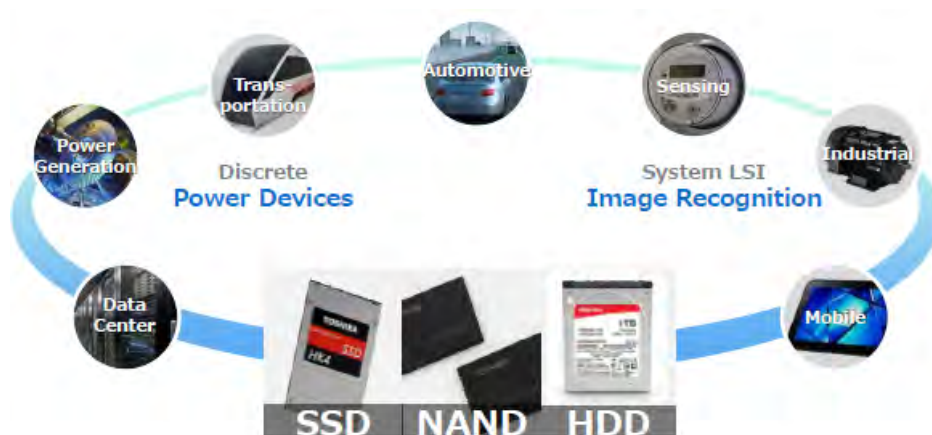 Trans-
portation
Automotive
Sensing
Power
Generation
Industrial
Discrete
Power Devices
System LSI
Image Recognition
Data
Center
Mobile
TOSHIBA
SSD
HK4
1TB
SSD
NAND
HDD